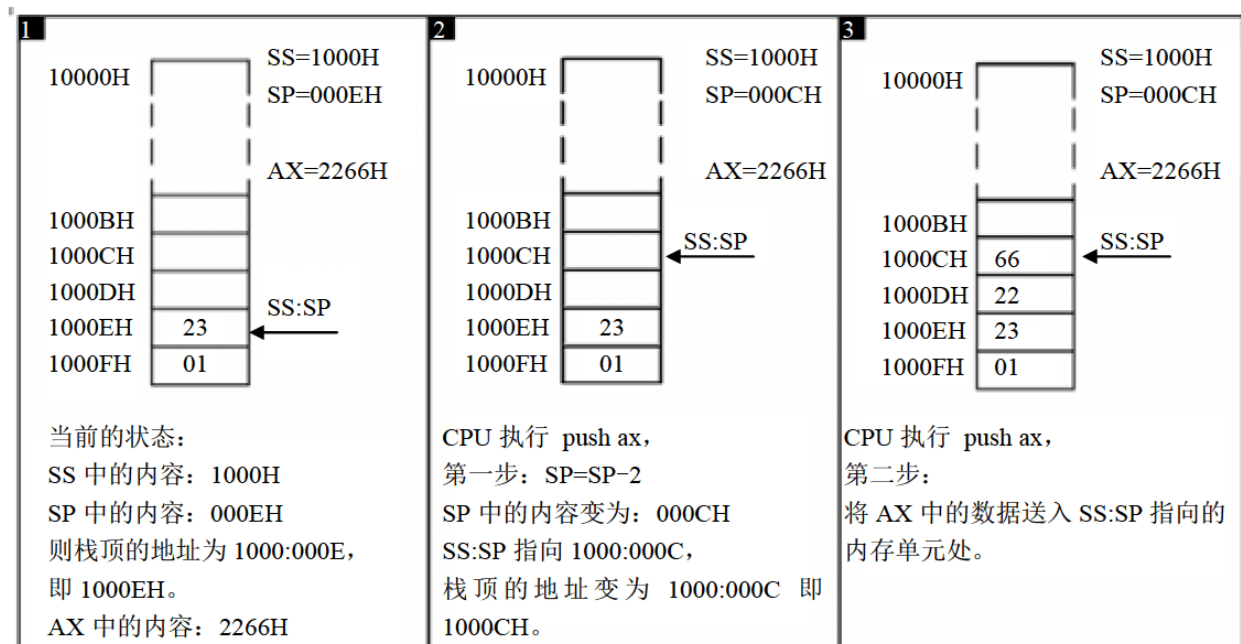 1
SS=1000H
10000H
SP=000EH
AX=2266H
1000BH
1000CH
1000DH
SS:SP
1000EH 23
1000FH 01
当前的状态：
SS 中的内容：1000H
SP 中的内容：000EH
则栈顶的地址为 1000:000E，
即 1000EH。
AX 中的内容：2266H
2
SS=1000H
10000H
SP=000CH
AX=2266H
1000BH
SS:SP
1000CH
1000DH
1000EH 23
1000FH 01
CPU 执行 push ax，
第一步：SP=SP-2
SP 中的内容变为：000CH
SS:SP 指向 1000:000C，
栈顶的地址变为 1000:000C 即
1000CH。
3
SS=1000H
10000H
SP=000CH
AX=2266H
1000BH
SS:SP
1000CH 66
1000DH 22
1000EH 23
1000FH 01
CPU 执行 push ax，
第二步：
将 AX 中的数据送入 SS:SP 指向的
内存单元处。